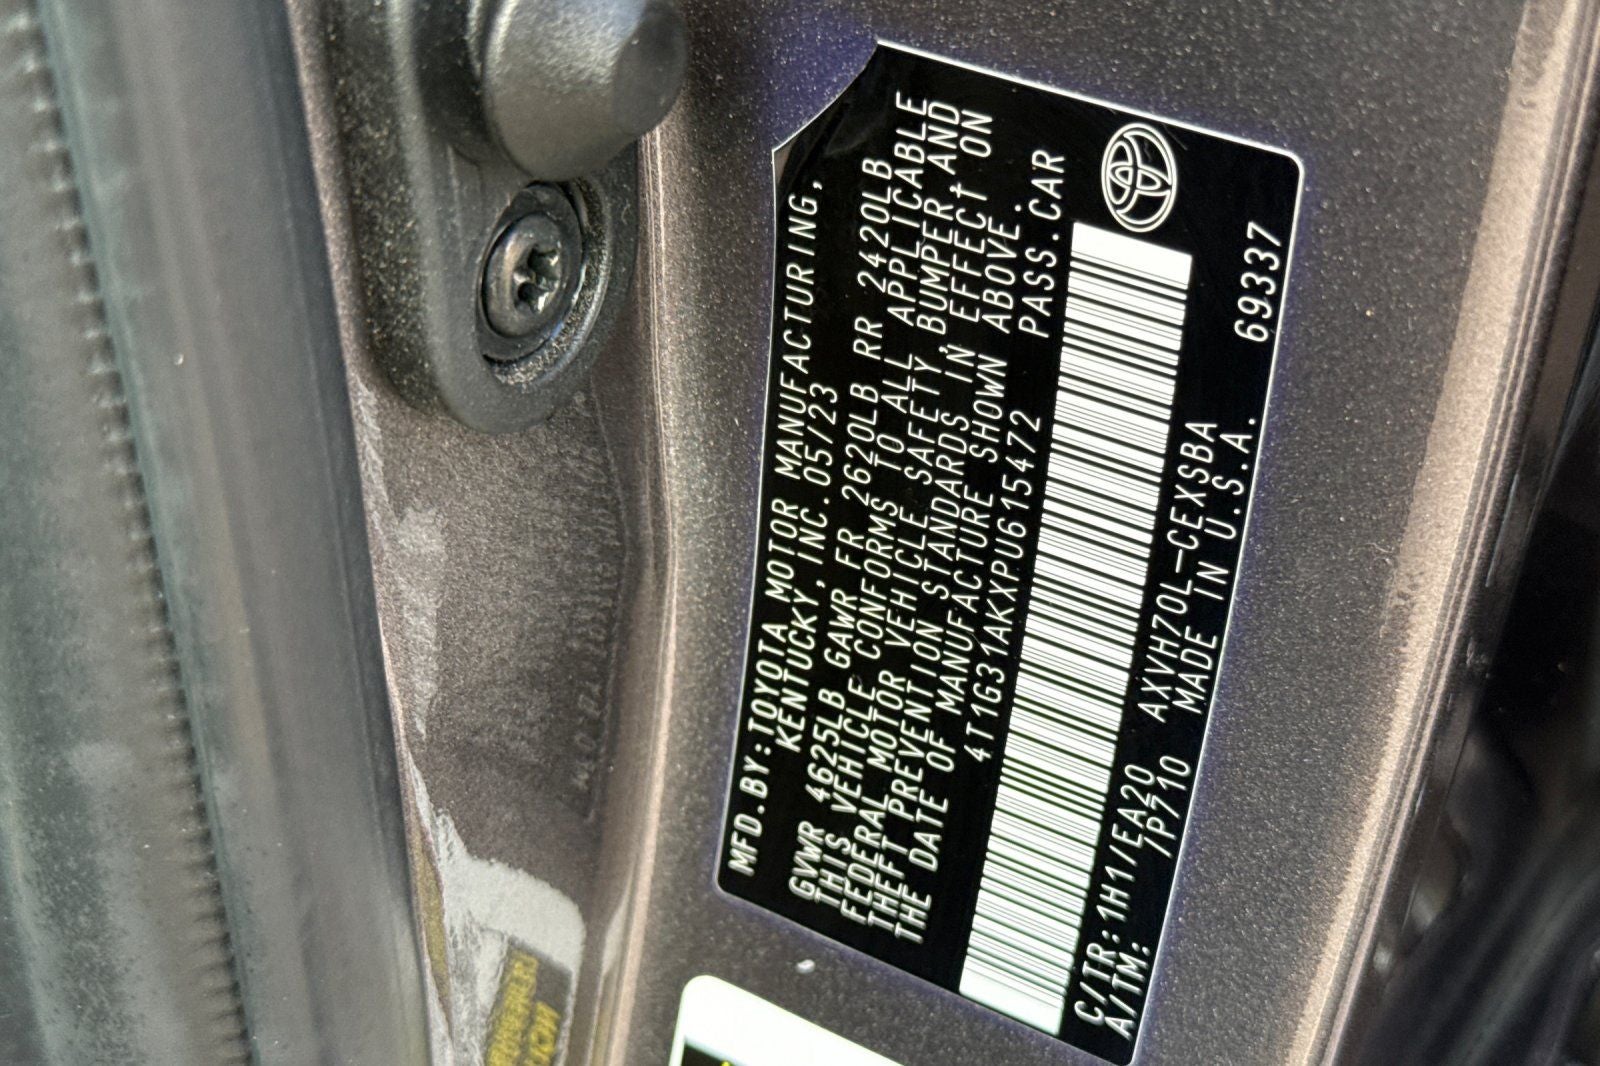 MFD.BY:TOYOTA MOTOR MANUFACTURING,
KENTUCKY, INC. 05/23
GVWR 4625LB GAWR FR 2620LB RR 2420LB
THIS VEHICLE CONFORMS TO ALL APPLICABLE
FEDERAL MOTOR VEHICLE SAFETY, BUMPER, AND
THEFT PREVENTION STANDARDS IN EFFECT ON
THE DATE OF MANUFACTURE SHOWN ABOVE.
4T1G31AKXPU615472 PASS.CAR
C/TR:1H1/EA20 AXVH70L-CEXSBA
A/TM: /P710 MADE IN U.S.A. 69337